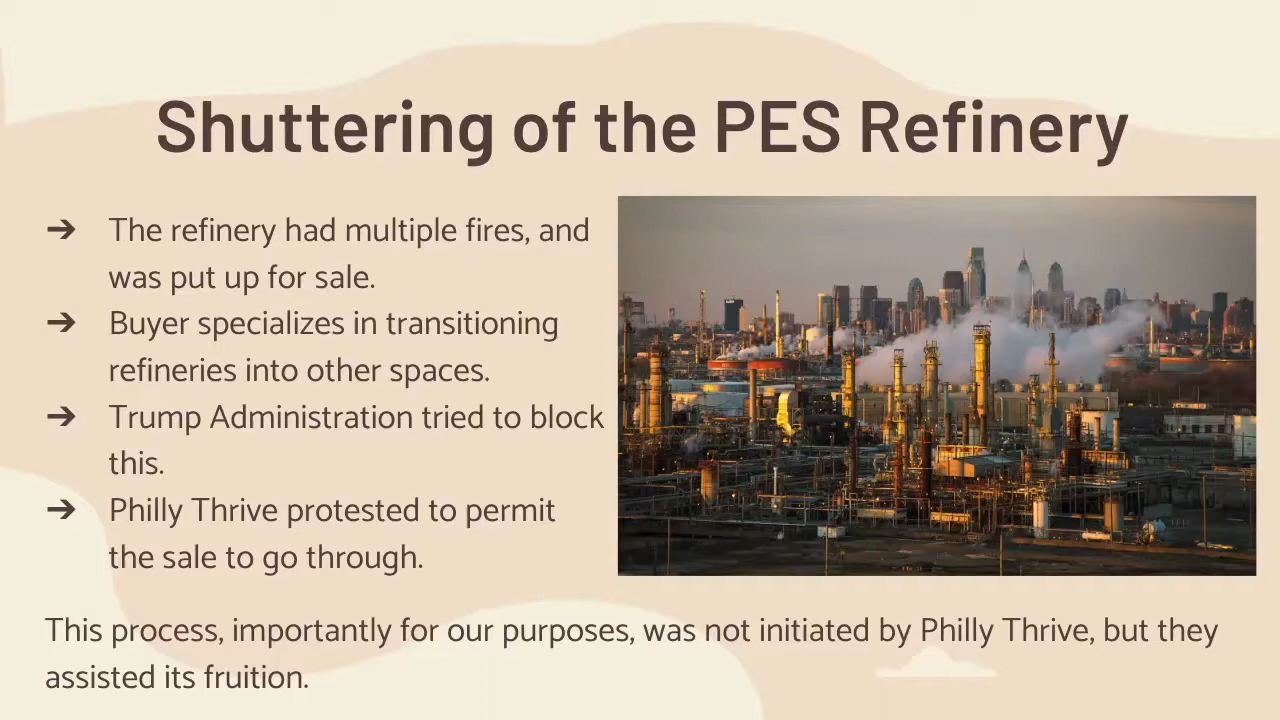 Shuttering of the PES Refinery
➔ The refinery had multiple fires, and
was put up for sale.
➔ Buyer specializes in transitioning
refineries into other spaces.
➔ Trump Administration tried to block
this.
➔ Philly Thrive protested to permit
the sale to go through.
This process, importantly for our purposes, was not initiated by Philly Thrive, but they
assisted its fruition.